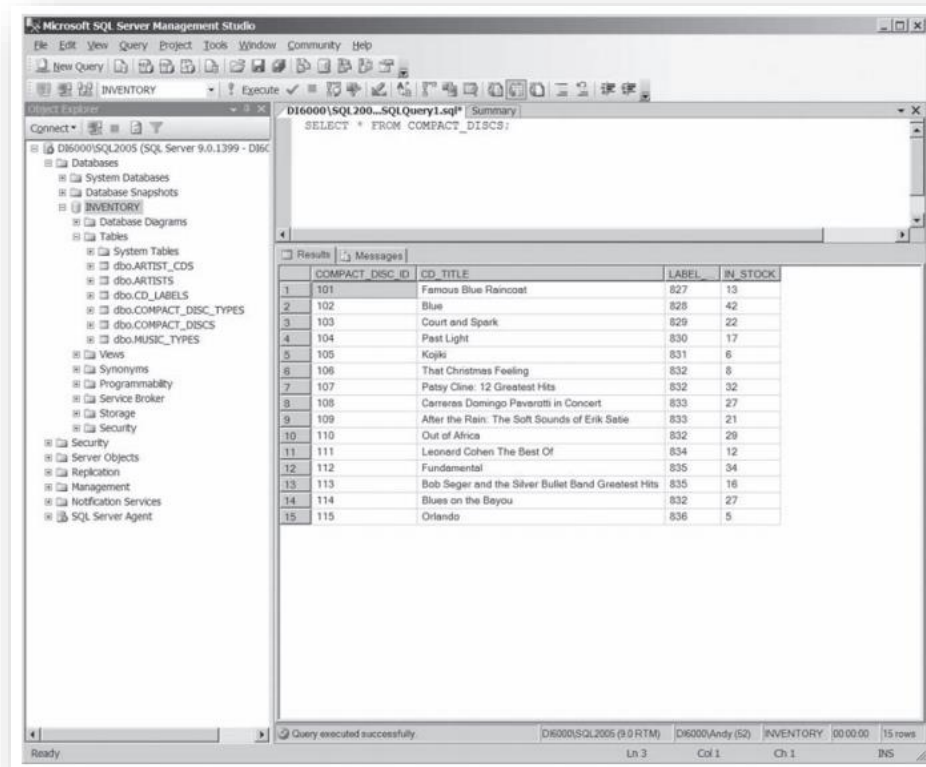 Microsoft SQL Server Management Studio
File Edit View Query Project Tools Window Community Help
New Query
INVENTORY
Execute
Object Explorer
Connect
DI6000\SQL2005 (SQL Server 9.0.1399 - DI6C
Databases
System Databases
Database Snapshots
INVENTORY
Database Diagrams
Tables
System Tables
dbo.ARTIST_CDS
dbo.ARTISTS
dbo.CD_LABELS
dbo.COMPACT_DISC_TYPES
dbo.COMPACT_DISCS
dbo.MUSIC_TYPES
Views
Synonyms
Programmability
Service Broker
Storage
Security
Security
Server Objects
Replication
Management
Notification Services
SQL Server Agent
DI6000\SQL200...SQLQuery1.sql* Summary
SELECT * FROM COMPACT_DISCS;
Results Messages
COMPACT_DISC_ID CD_TITLE LABEL_... IN_STOCK
1 101 Famous Blue Raincoat 827 13
2 102 Blue 828 42
3 103 Court and Spark 829 22
4 104 Past Light 830 17
5 105 Kojiki 831 6
6 106 That Christmas Feeling 832 8
7 107 Patsy Cline: 12 Greatest Hits 832 32
8 108 Carreras Domingo Pavarotti in Concert 833 27
9 109 After the Rain: The Soft Sounds of Erik Satie 833 21
10 110 Out of Africa 832 29
11 111 Leonard Cohen The Best Of 834 12
12 112 Fundamental 835 34
13 113 Bob Seger and the Silver Bullet Band Greatest Hits 835 16
14 114 Blues on the Bayou 832 27
15 115 Orlando 836 5
Query executed successfully. DI6000\SQL2005 (9.0 RTM) DI6000\Andy (52) INVENTORY 00:00:00 15 rows
Ready Ln 3 Col 1 Ch 1 INS